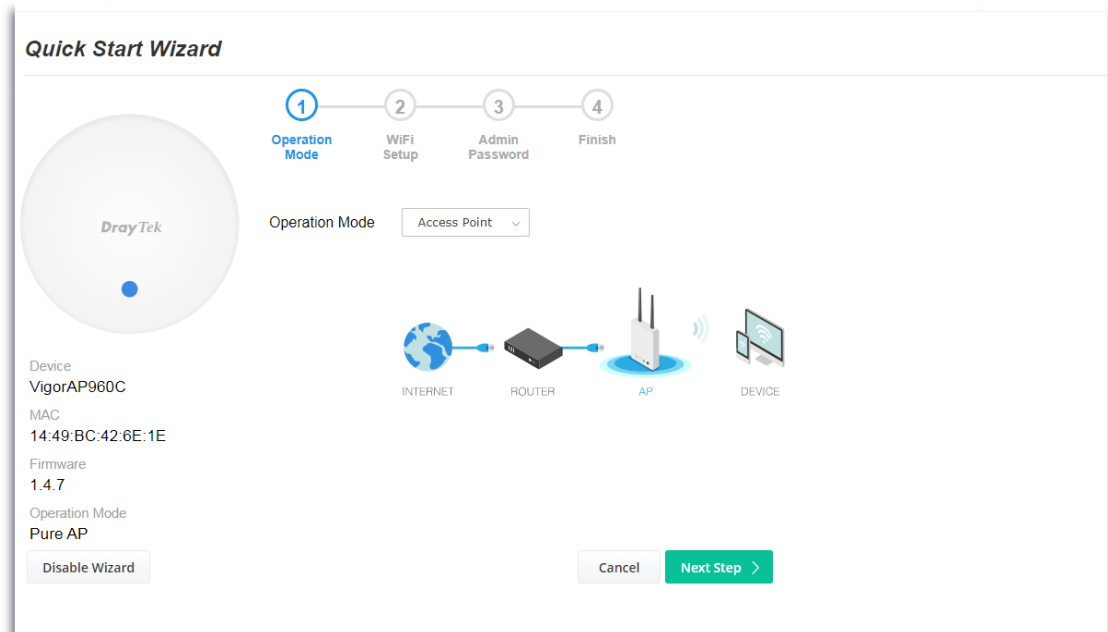 Quick Start Wizard
1 2 3 4
Operation Mode
WiFi Setup
Admin Password
Finish
DrayTek
Operation Mode Access Point
INTERNET ROUTER AP DEVICE
Device
VigorAP960C
MAC
14:49:BC:42:6E:1E
Firmware
1.4.7
Operation Mode
Pure AP
Disable Wizard Cancel Next Step